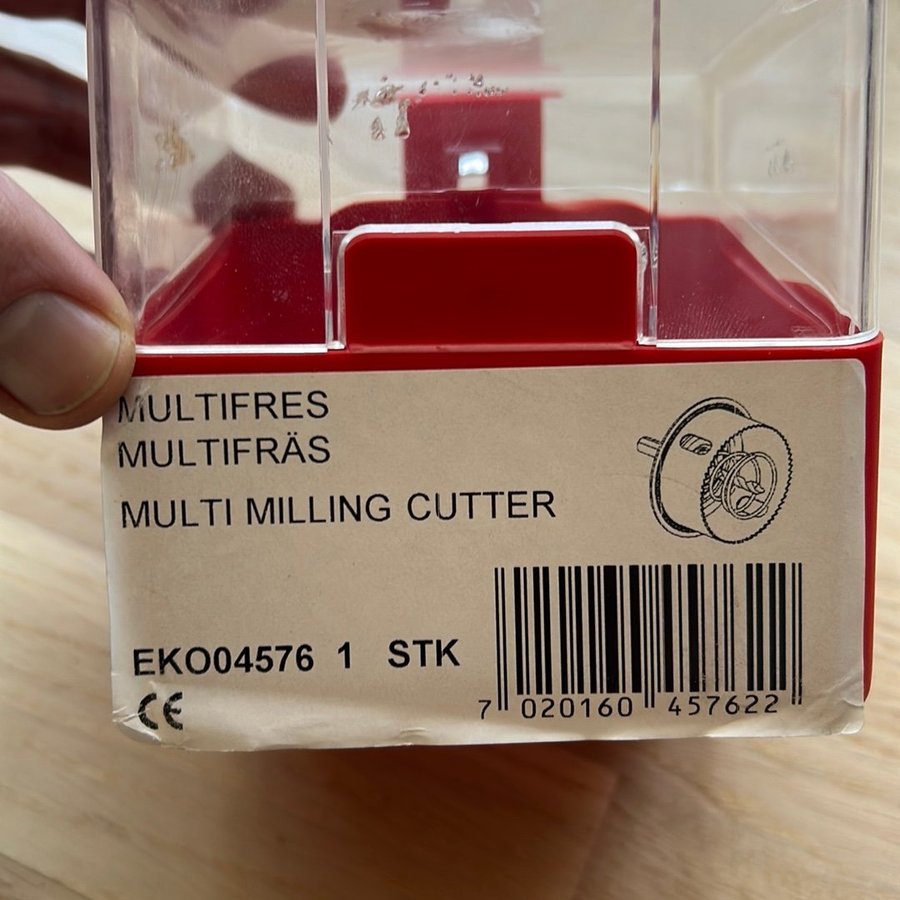 MULTIFRES
MULTIFRÄS
MULTI MILLING CUTTER
EKO04576 1 STK
CE
7 020160 457622